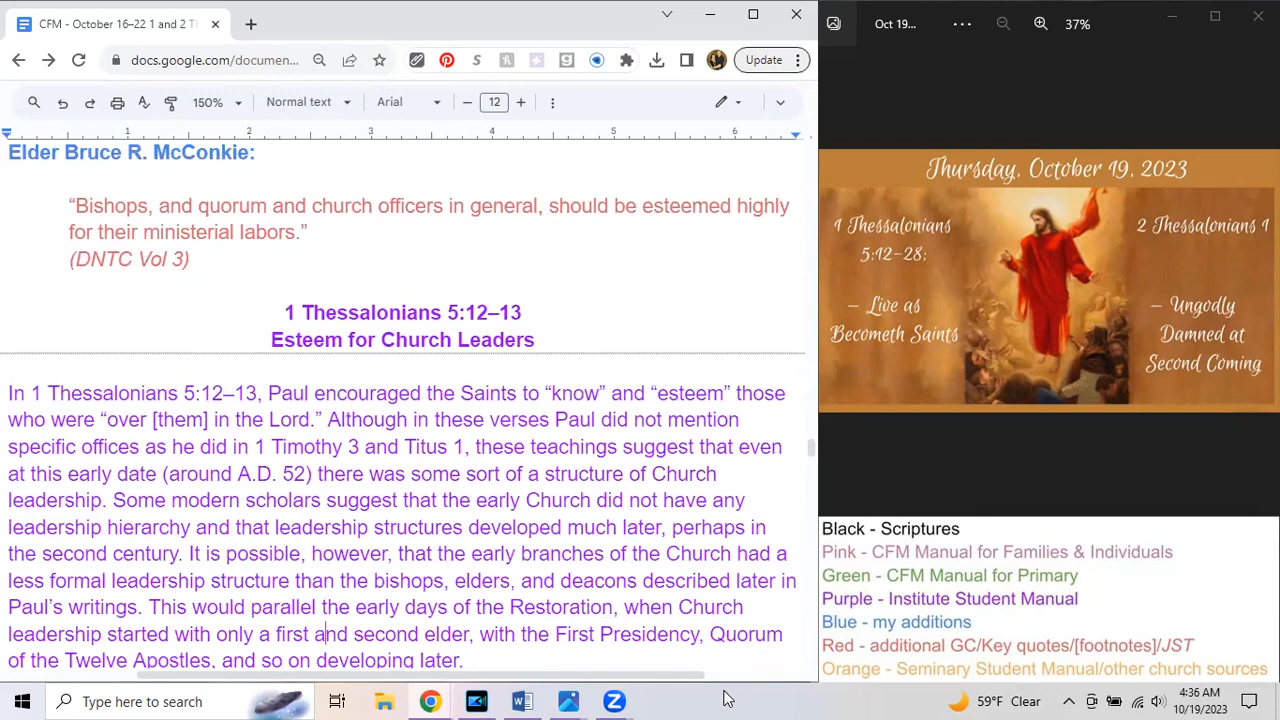 CFM - October 16–22 1 and 2 Th
docs.google.com/documen...
Update
150%
Normal text
Arial
12
1 2 3 4 5 6
Elder Bruce R. McConkie:
“Bishops, and quorum and church officers in general, should be esteemed highly
for their ministerial labors.”
(DNTC Vol 3)
1 Thessalonians 5:12–13
Esteem for Church Leaders
In 1 Thessalonians 5:12–13, Paul encouraged the Saints to “know” and “esteem” those
who were “over [them] in the Lord.” Although in these verses Paul did not mention
specific offices as he did in 1 Timothy 3 and Titus 1, these teachings suggest that even
at this early date (around A.D. 52) there was some sort of a structure of Church
leadership. Some modern scholars suggest that the early Church did not have any
leadership hierarchy and that leadership structures developed much later, perhaps in
the second century. It is possible, however, that the early branches of the Church had a
less formal leadership structure than the bishops, elders, and deacons described later in
Paul’s writings. This would parallel the early days of the Restoration, when Church
leadership started with only a first and second elder, with the First Presidency, Quorum
of the Twelve Apostles, and so on developing later.
Oct 19...
37%
Thursday, October 19, 2023
1 Thessalonians
5:12–28;
– Live as
Becometh Saints
2 Thessalonians 1
– Ungodly
Damned at
Second Coming
Black - Scriptures
Pink - CFM Manual for Families & Individuals
Green - CFM Manual for Primary
Purple - Institute Student Manual
Blue - my additions
Red - additional GC/Key quotes/[footnotes]/JST
Orange - Seminary Student Manual/other church sources
Type here to search
59°F Clear
4:36 AM
10/19/2023